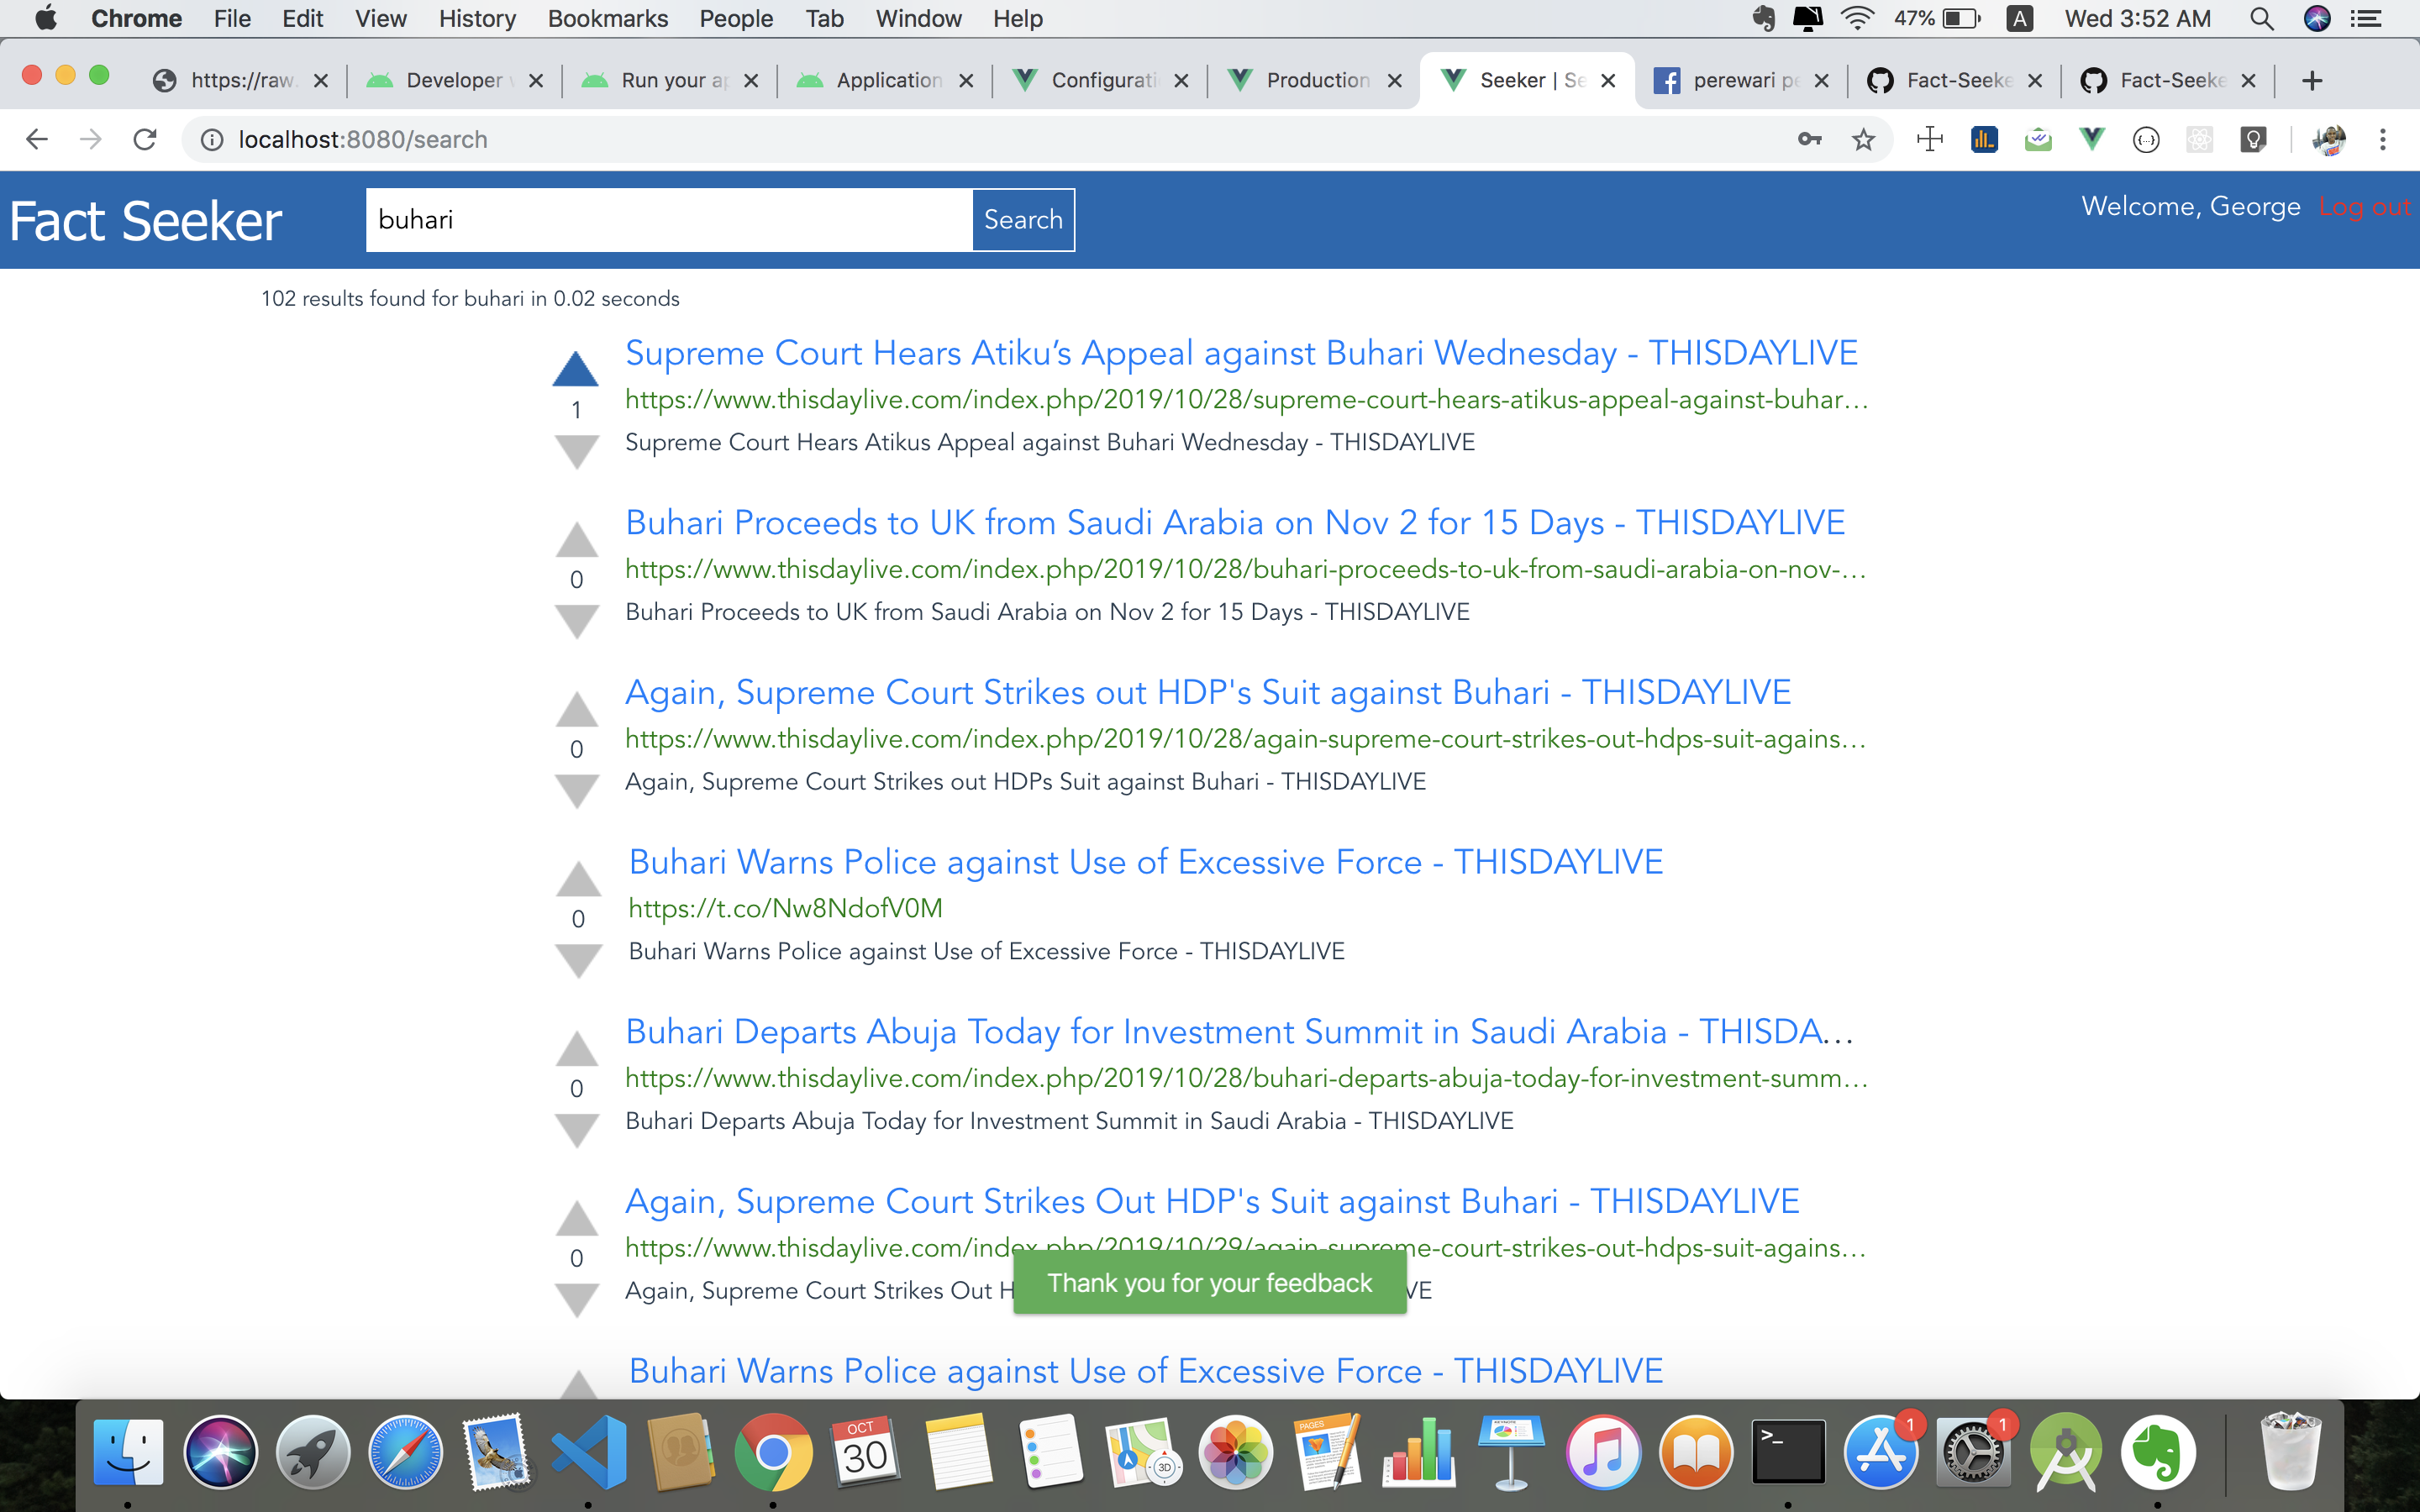 Chrome File Edit View History Bookmarks People Tab Window Help 47% A Wed 3:52 AM
https://raw. Developer Run your ap Application Configurati Production Seeker | Se perewari pe Fact-Seeke Fact-Seeke
localhost:8080/search
Fact Seeker buhari Search Welcome, George Log out
102 results found for buhari in 0.02 seconds
Supreme Court Hears Atiku’s Appeal against Buhari Wednesday - THISDAYLIVE
https://www.thisdaylive.com/index.php/2019/10/28/supreme-court-hears-atikus-appeal-against-buhar…
1
Supreme Court Hears Atikus Appeal against Buhari Wednesday - THISDAYLIVE
Buhari Proceeds to UK from Saudi Arabia on Nov 2 for 15 Days - THISDAYLIVE
https://www.thisdaylive.com/index.php/2019/10/28/buhari-proceeds-to-uk-from-saudi-arabia-on-nov-…
0
Buhari Proceeds to UK from Saudi Arabia on Nov 2 for 15 Days - THISDAYLIVE
Again, Supreme Court Strikes out HDP's Suit against Buhari - THISDAYLIVE
https://www.thisdaylive.com/index.php/2019/10/28/again-supreme-court-strikes-out-hdps-suit-agains…
0
Again, Supreme Court Strikes out HDPs Suit against Buhari - THISDAYLIVE
Buhari Warns Police against Use of Excessive Force - THISDAYLIVE
https://t.co/Nw8NdofV0M
0
Buhari Warns Police against Use of Excessive Force - THISDAYLIVE
Buhari Departs Abuja Today for Investment Summit in Saudi Arabia - THISDA…
https://www.thisdaylive.com/index.php/2019/10/28/buhari-departs-abuja-today-for-investment-summ…
0
Buhari Departs Abuja Today for Investment Summit in Saudi Arabia - THISDAYLIVE
Again, Supreme Court Strikes Out HDP's Suit against Buhari - THISDAYLIVE
https://www.thisdaylive.com/index.php/2019/10/29/again-supreme-court-strikes-out-hdps-suit-agains…
0
Again, Supreme Court Strikes Out H VE
Thank you for your feedback
Buhari Warns Police against Use of Excessive Force - THISDAYLIVE
OCT
30
3D
PAGES
KEYNOTE
>_
1
1